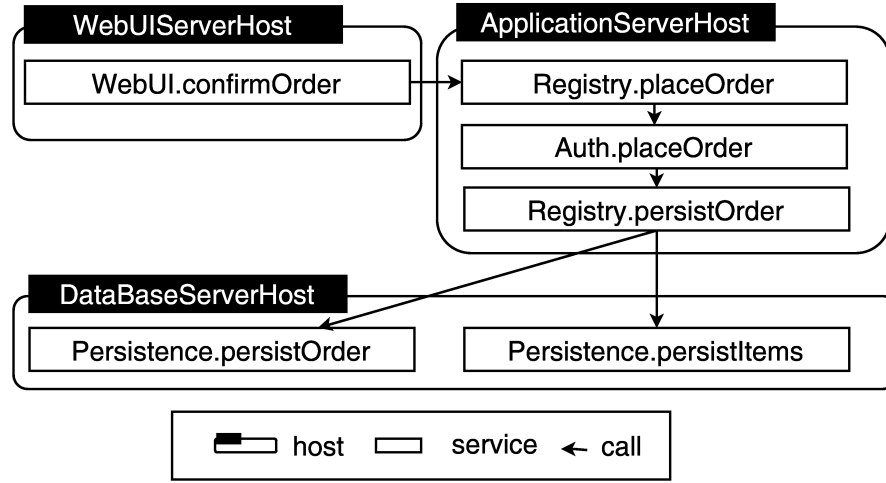 WebUIServerHost
ApplicationServerHost
WebUI.confirmOrder
Registry.placeOrder
Auth.placeOrder
Registry.persistOrder
DataBaseServerHost
Persistence.persistOrder
Persistence.persistItems
host
service
call